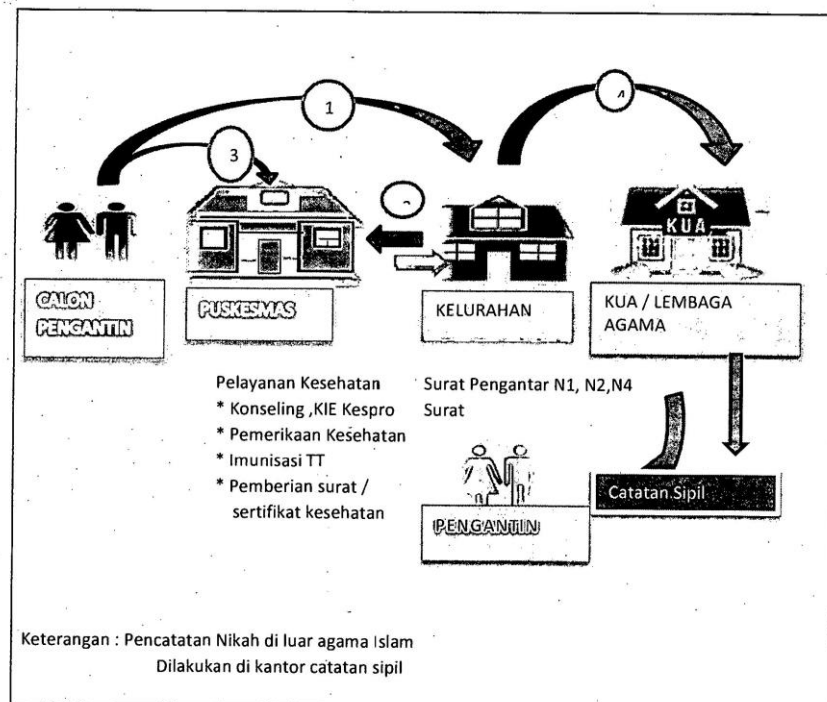 1
3
KUA
CALON
PENGANTIN
PUSKESMAS
KELURAHAN
KUA / LEMBAGA
AGAMA
Pelayanan Kesehatan
* Konseling ,KIE Kespro
* Pemerikaan Kesehatan
* Imunisasi TT
* Pemberian surat /
sertifikat kesehatan
Surat Pengantar N1, N2,N4
Surat
PENGANTIN
Catatan Sipil
Keterangan : Pencatatan Nikah di luar agama Islam
Dilakukan di kantor catatan sipil